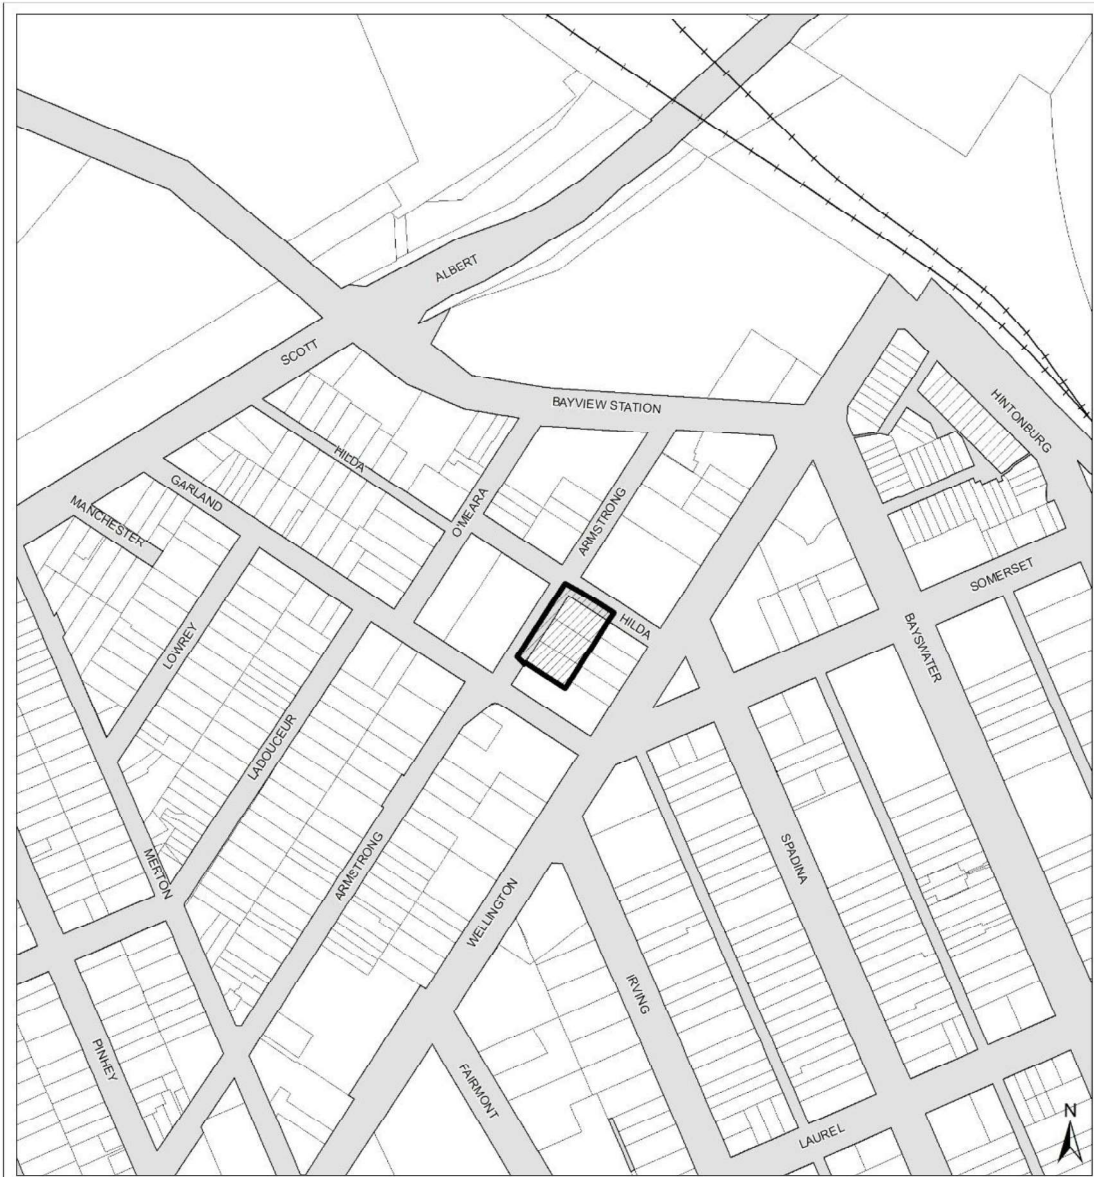 ALBERT
SCOTT
BAYVIEW STATION
HINTONBURG
HILDA
GARLAND
O'MEARA
ARMSTRONG
MANCHESTER
SOMERSET
HILDA
LOWREY
BAYSWATER
LADOUCEUR
ARMSTRONG
SPADINA
MERTON
WELLINGTON
IRVING
PINHEY
FAIRMONT
LAUREL
N